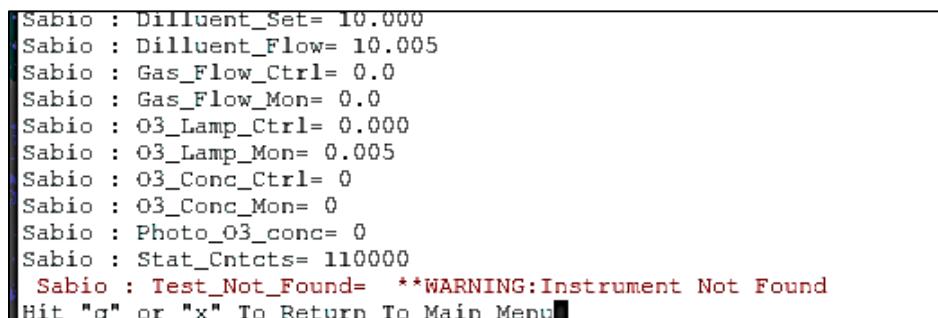 Sabio : Dilluent_Set= 10.000
Sabio : Dilluent_Flow= 10.005
Sabio : Gas_Flow_Ctrl= 0.0
Sabio : Gas_Flow_Mon= 0.0
Sabio : O3_Lamp_Ctrl= 0.000
Sabio : O3_Lamp_Mon= 0.005
Sabio : O3_Conc_Ctrl= 0
Sabio : O3_Conc_Mon= 0
Sabio : Photo_O3_conc= 0
Sabio : Stat_Cntcts= 110000
Sabio : Test_Not_Found= **WARNING:Instrument Not Found
Hit "q" or "x" To Return To Main Menu